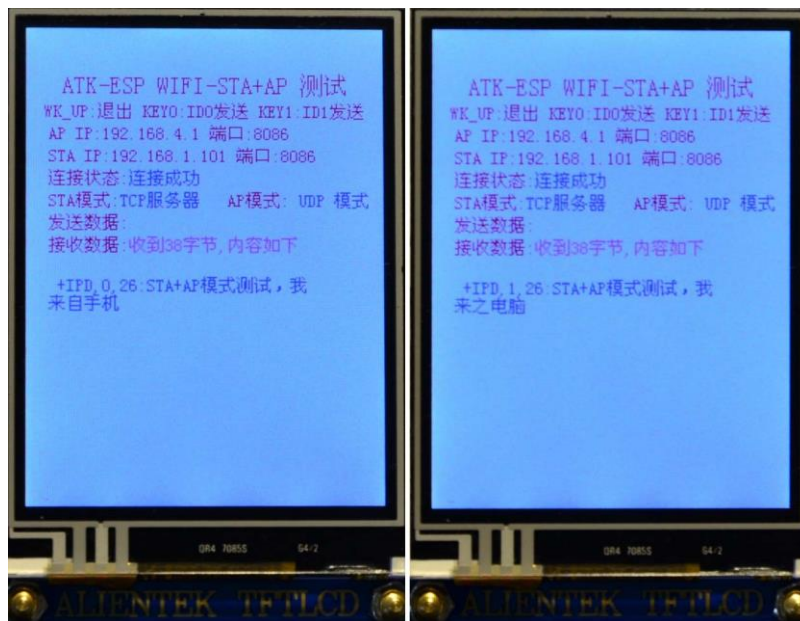 ATK-ESP WIFI-STA+AP 测试
WK_UP:退出 KEY0:ID0发送 KEY1:ID1发送
AP IP:192.168.4.1 端口:8086
STA IP:192.168.1.101 端口:8086
连接状态:连接成功
STA模式:TCP服务器 AP模式: UDP 模式
发送数据:
接收数据:收到38字节,内容如下
+IPD,0,26:STA+AP模式测试，我
来自手机
QR4 7085S G4/2
ALIENTEK TFTLCD
ATK-ESP WIFI-STA+AP 测试
WK_UP:退出 KEY0:ID0发送 KEY1:ID1发送
AP IP:192.168.4.1 端口:8086
STA IP:192.168.1.101 端口:8086
连接状态:连接成功
STA模式:TCP服务器 AP模式: UDP 模式
发送数据:
接收数据:收到38字节,内容如下
+IPD,1,26:STA+AP模式测试，我
来之电脑
QR4 7085S G4/2
ALIENTEK TFTLCD